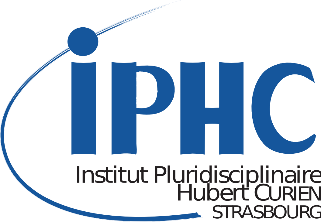 iPHC
Institut Pluridisciplinaire
Hubert CURIEN
STRASBOURG